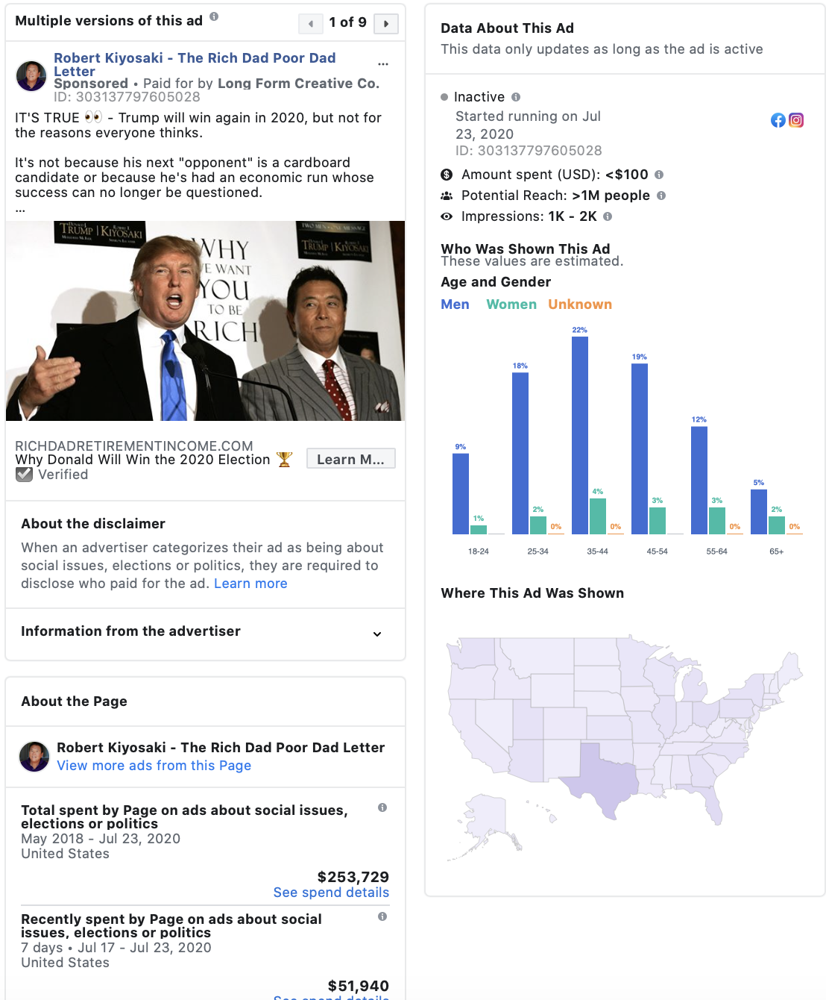 Multiple versions of this ad
1 of 9
Robert Kiyosaki - The Rich Dad Poor Dad
Letter
Sponsored • Paid for by Long Form Creative Co.
ID: 303137797605028
IT'S TRUE 👀 - Trump will win again in 2020, but not for
the reasons everyone thinks.
It's not because his next "opponent" is a cardboard
candidate or because he's had an economic run whose
success can no longer be questioned.
...
TRUMP | KIYOSAKI
TWO MEN • ONE MESSAGE
TRUMP | KIYOSAKI
WHY
WE WANT
YOU
TO BE
RICH
RICHDADRETIREMENTINCOME.COM
Why Donald Will Win the 2020 Election 🏆
☑️ Verified
Learn M...
About the disclaimer
When an advertiser categorizes their ad as being about
social issues, elections or politics, they are required to
disclose who paid for the ad. Learn more
Information from the advertiser
About the Page
Robert Kiyosaki - The Rich Dad Poor Dad Letter
View more ads from this Page
Total spent by Page on ads about social issues,
elections or politics
May 2018 - Jul 23, 2020
United States
$253,729
See spend details
Recently spent by Page on ads about social
issues, elections or politics
7 days • Jul 17 - Jul 23, 2020
United States
$51,940
See spend details
Data About This Ad
This data only updates as long as the ad is active
Inactive
Started running on Jul
23, 2020
ID: 303137797605028
Amount spent (USD): <$100
Potential Reach: >1M people
Impressions: 1K - 2K
Who Was Shown This Ad
These values are estimated.
Age and Gender
Men Women Unknown
9% 1%
18% 2% 0%
22% 4% 0%
19% 3%
12% 3% 0%
5% 2% 0%
18-24 25-34 35-44 45-54 55-64 65+
Where This Ad Was Shown